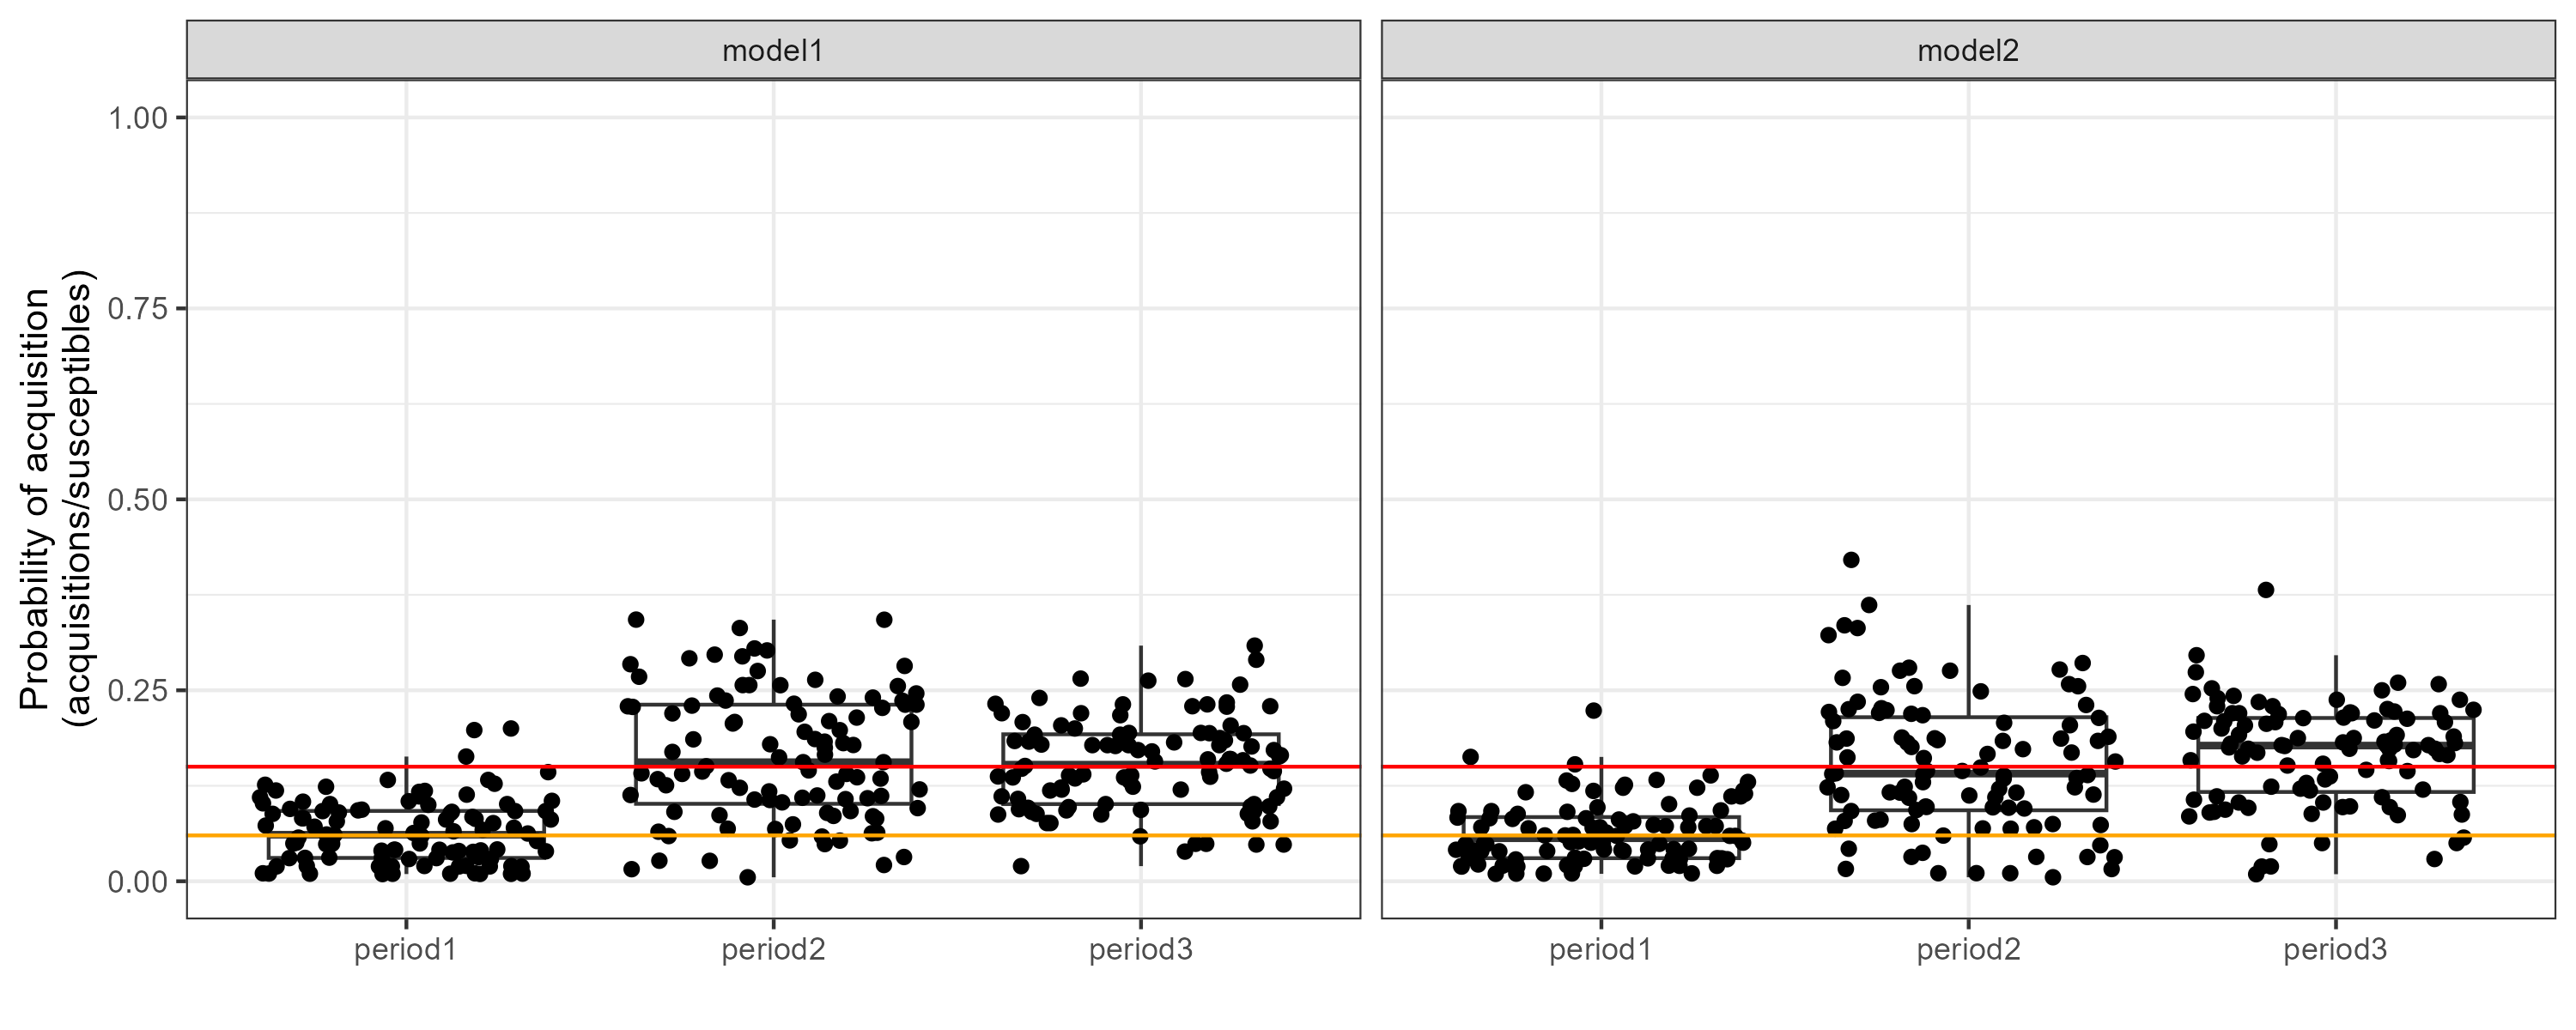 model1
model2
Probability of acquisition
(acquisitions/susceptibles)
1.00
0.75
0.50
0.25
0.00
period1
period2
period3
period1
period2
period3